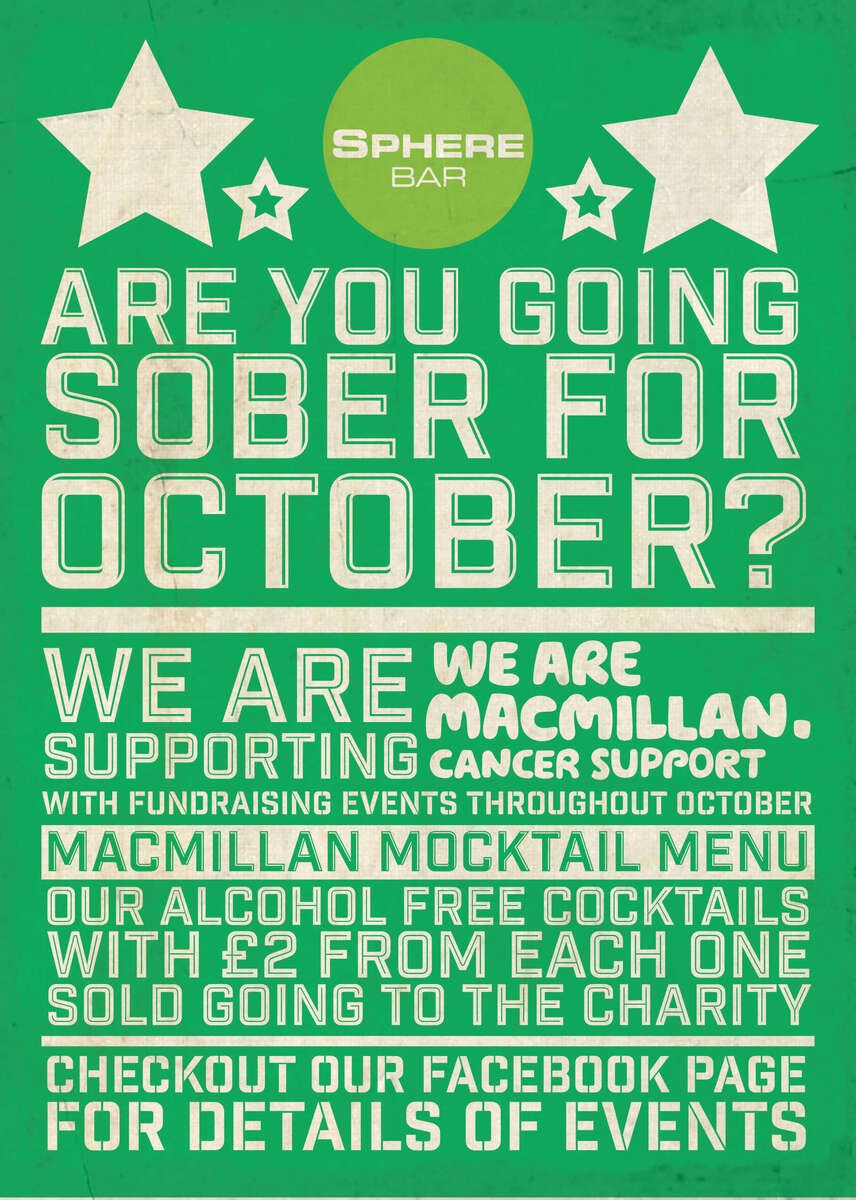 SPHERE
BAR
ARE YOU GOING
SOBER FOR
OCTOBER?
WE ARE
SUPPORTING
WE ARE
MACMILLAN.
CANCER SUPPORT
WITH FUNDRAISING EVENTS THROUGHOUT OCTOBER
MACMILLAN MOCKTAIL MENU
OUR ALCOHOL FREE COCKTAILS
WITH £2 FROM EACH ONE
SOLD GOING TO THE CHARITY
CHECKOUT OUR FACEBOOK PAGE
FOR DETAILS OF EVENTS